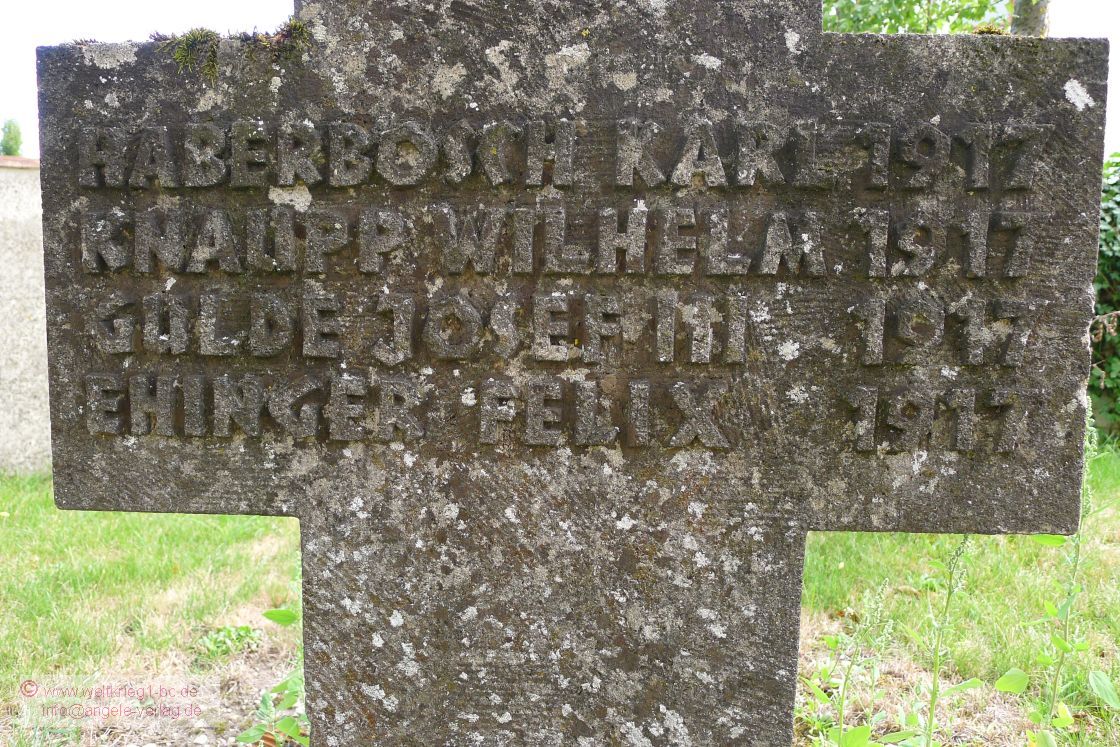 HABERBOSCH KARL 1917
KNAUPP WILHELM 1917
GULDE JOSEF III 1917
EHINGER FELIX 1917
© www.weltkrieg1-bc.de
info@angele-verlag.de